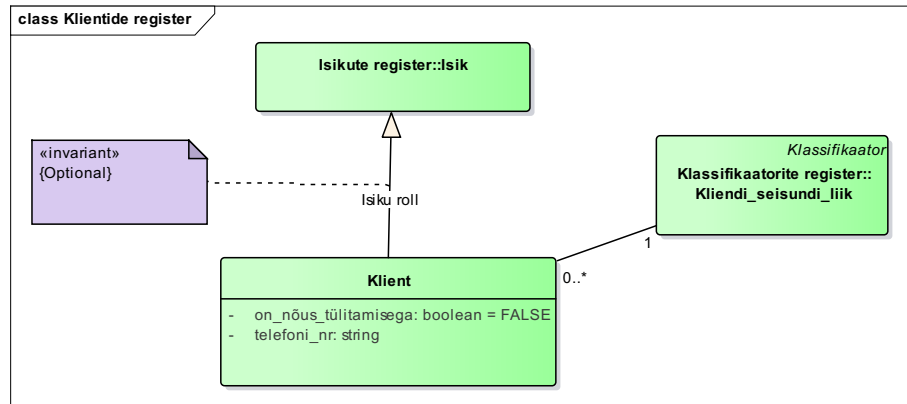 class Klientide register
Isikute register::Isik
«invariant»
{Optional}
Klassifikaator
Klassifikaatorite register::
Kliendi_seisundi_liik
Isiku roll
1
0..*
Klient
- on_nõus_tülitamisega: boolean = FALSE
- telefoni_nr: string